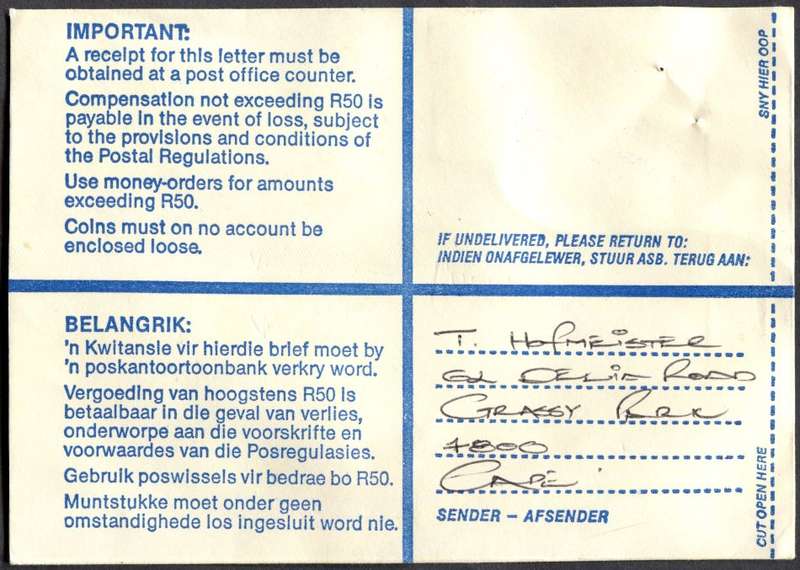 IMPORTANT:
A receipt for this letter must be
obtained at a post office counter.
Compensation not exceeding R50 is
payable in the event of loss, subject
to the provisions and conditions of
the Postal Regulations.
Use money-orders for amounts
exceeding R50.
Coins must on no account be
enclosed loose.
BELANGRIK:
'n Kwitansie vir hierdie brief moet by
'n poskantoortoonbank verkry word.
Vergoeding van hoogstens R50 is
betaalbaar in die geval van verlies,
onderworpe aan die voorskrifte en
voorwaardes van die Posregulasies.
Gebruik poswissels vir bedrae bo R50.
Muntstukke moet onder geen
omstandighede los ingesluit word nie.
IF UNDELIVERED, PLEASE RETURN TO:
INDIEN ONAFGELEWER, STUUR ASB. TERUG AAN:
T. HOFMEISTER
ROAD
GRASSY PARK
7800
CAPE
SENDER – AFSENDER
SNY HIER OOP
CUT OPEN HERE